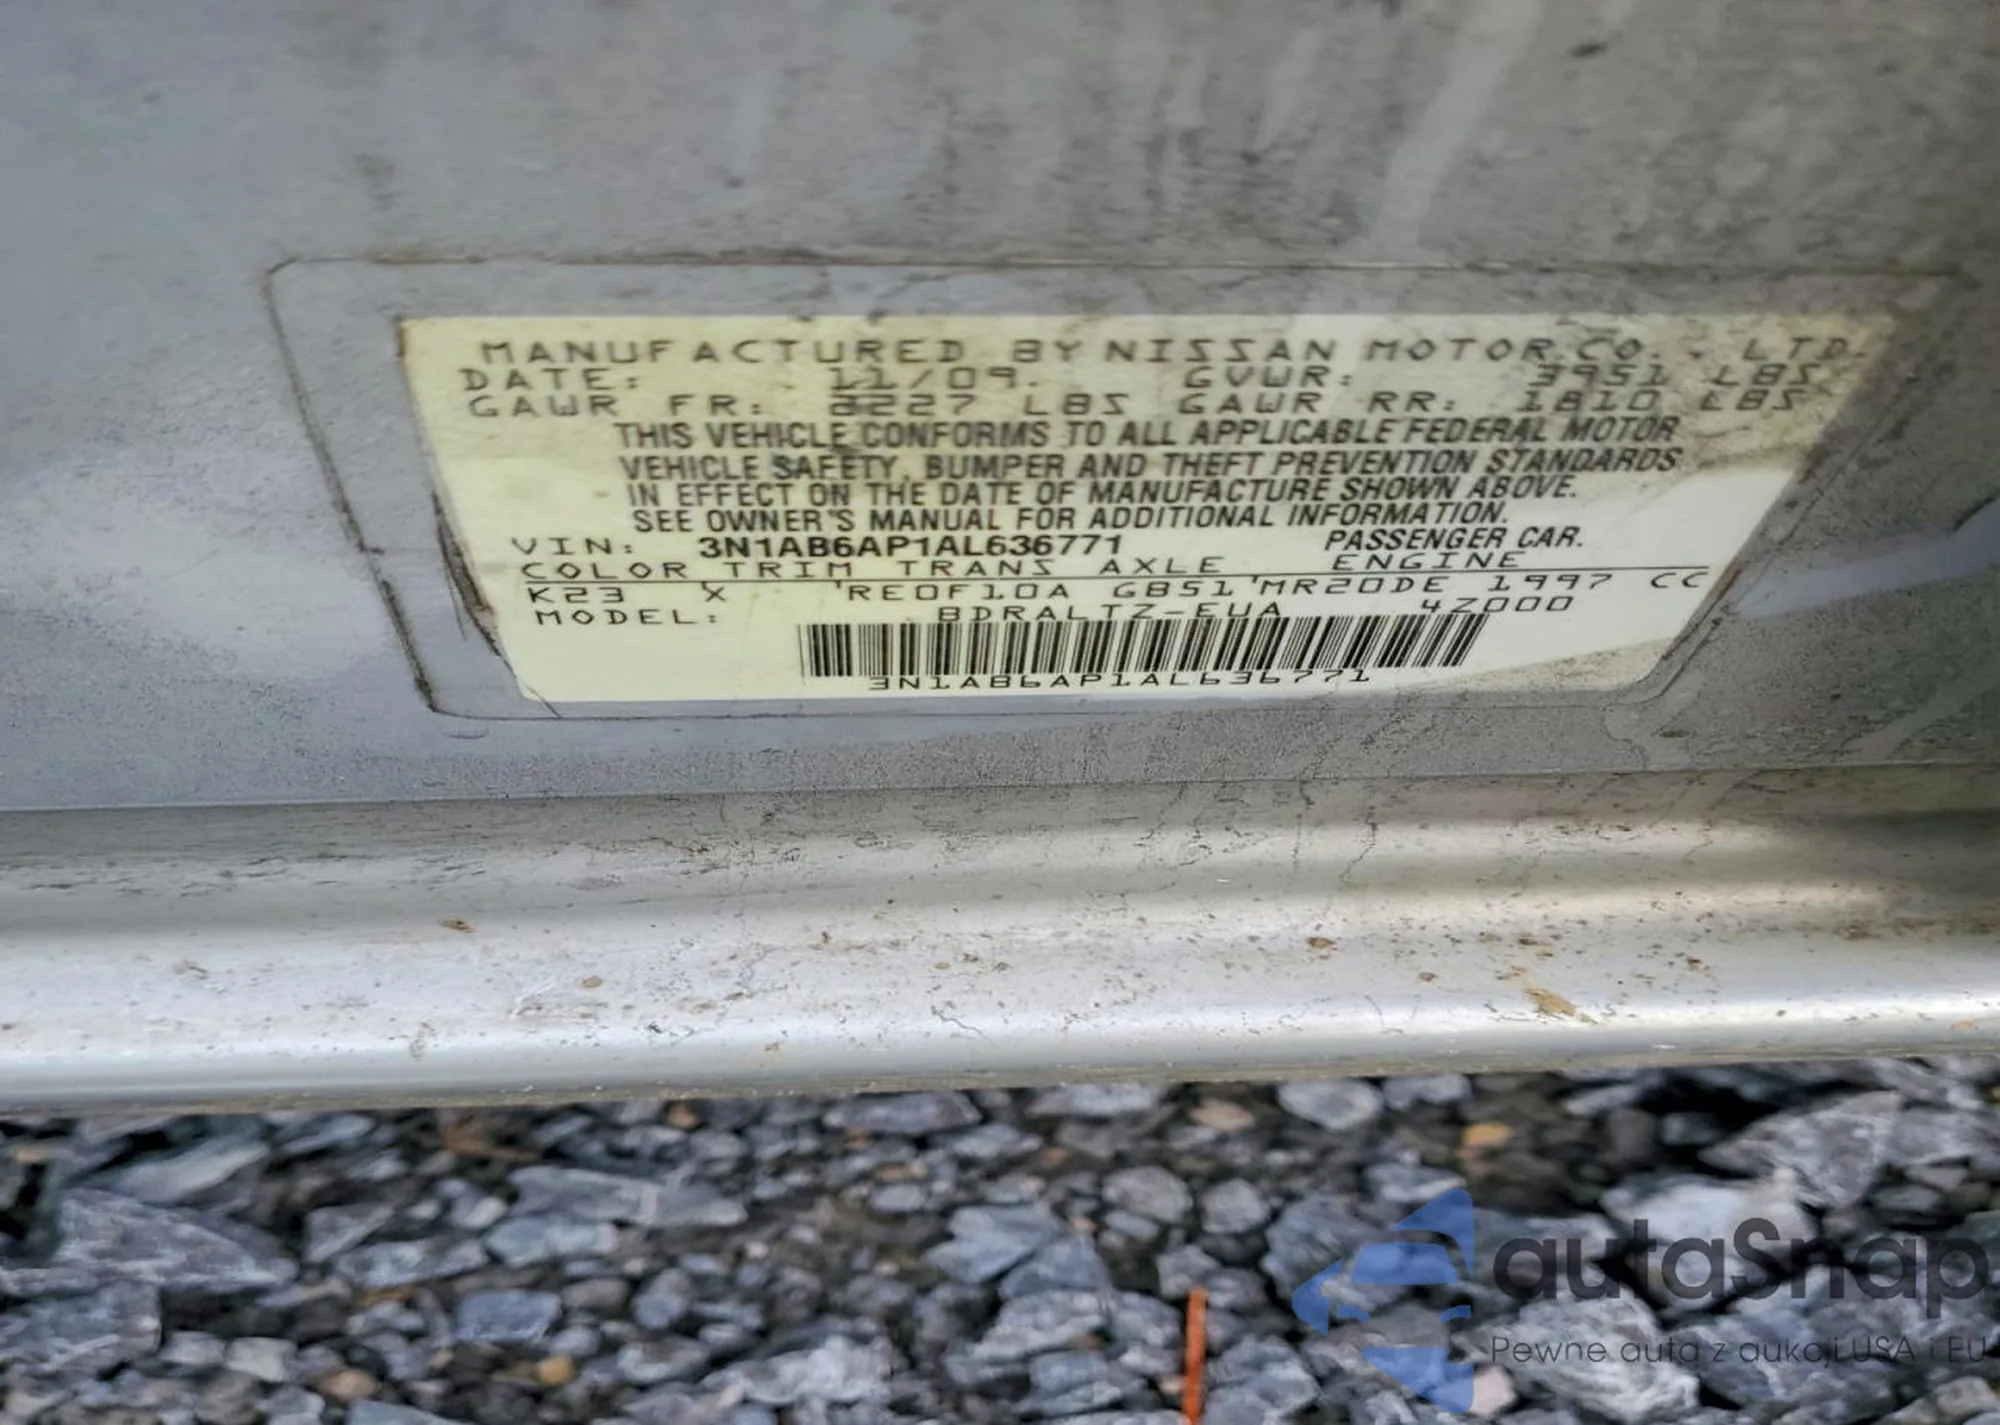 MANUFACTURED BY NISSAN MOTOR CO., LTD.
DATE: 11/09. GVWR: 3951 LBS
GAWR FR: 2227 LBS GAWR RR: 1810 LBS
THIS VEHICLE CONFORMS TO ALL APPLICABLE FEDERAL MOTOR
VEHICLE SAFETY, BUMPER AND THEFT PREVENTION STANDARDS
IN EFFECT ON THE DATE OF MANUFACTURE SHOWN ABOVE.
SEE OWNER'S MANUAL FOR ADDITIONAL INFORMATION.
VIN: 3N1AB6AP1AL636771 PASSENGER CAR.
COLOR TRIM TRANS AXLE ENGINE
K23 X RE0F10A GB51 MR20DE 1997 CC
MODEL: BDRALTZ-EUA 4Z000
3N1AB6AP1AL636771
autaSnap
Pewne auta z aukcji USA i EU